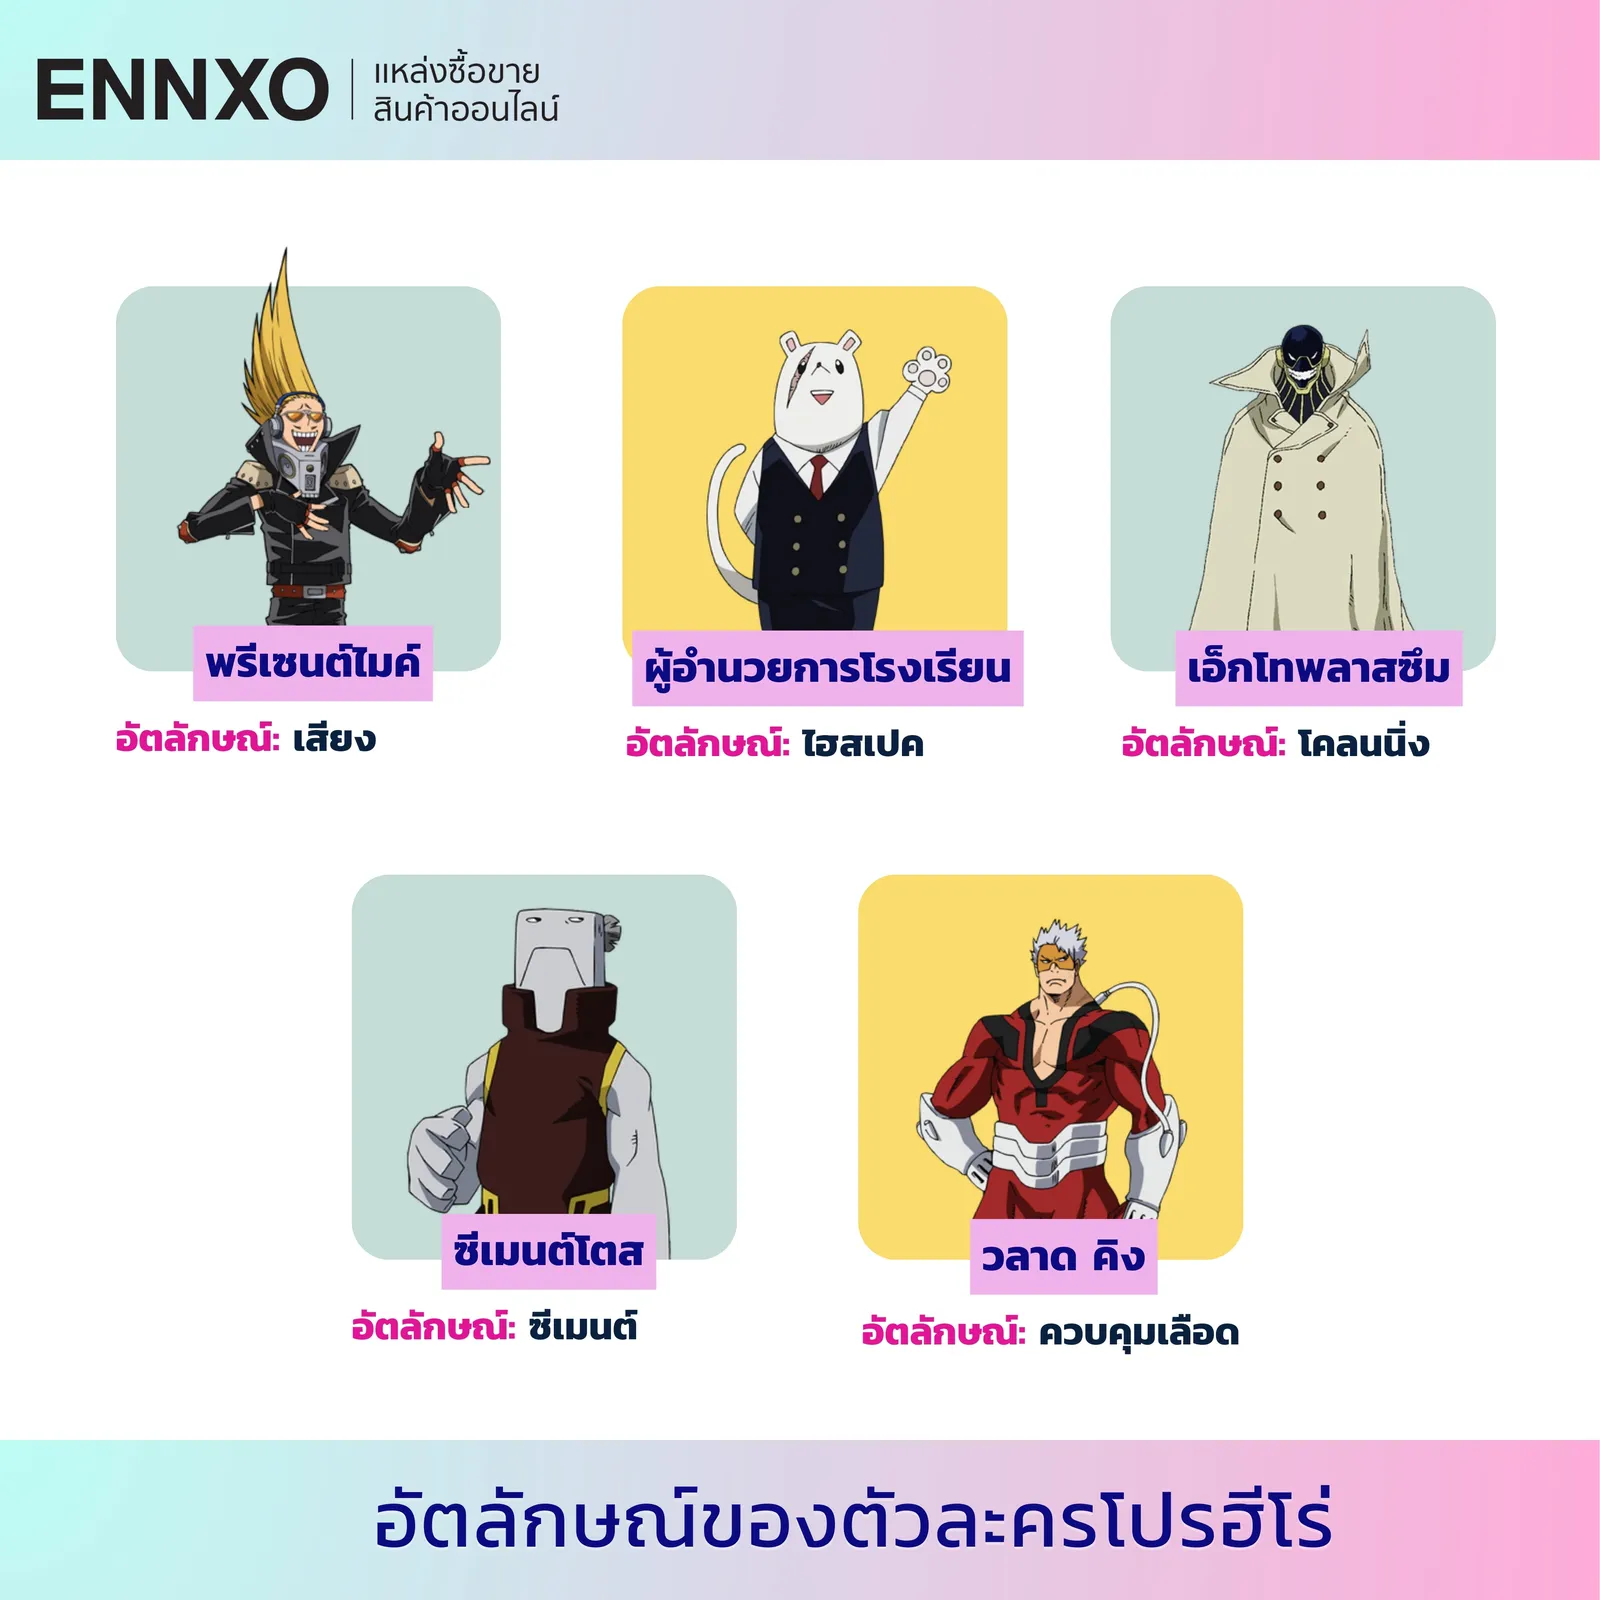 ENNXO
แหล่งซื้อขาย
สินค้าออนไลน์
พรีเซนต์ไมค์
อัตลักษณ์: เสียง
ผู้อำนวยการโรงเรียน
อัตลักษณ์: ไฮสเปค
เอ็กโทพลาสซึม
อัตลักษณ์: โคลนนิ่ง
ซีเมนต์โตส
อัตลักษณ์: ซีเมนต์
วลาด คิง
อัตลักษณ์: ควบคุมเลือด
อัตลักษณ์ของตัวละครโปรฮีโร่